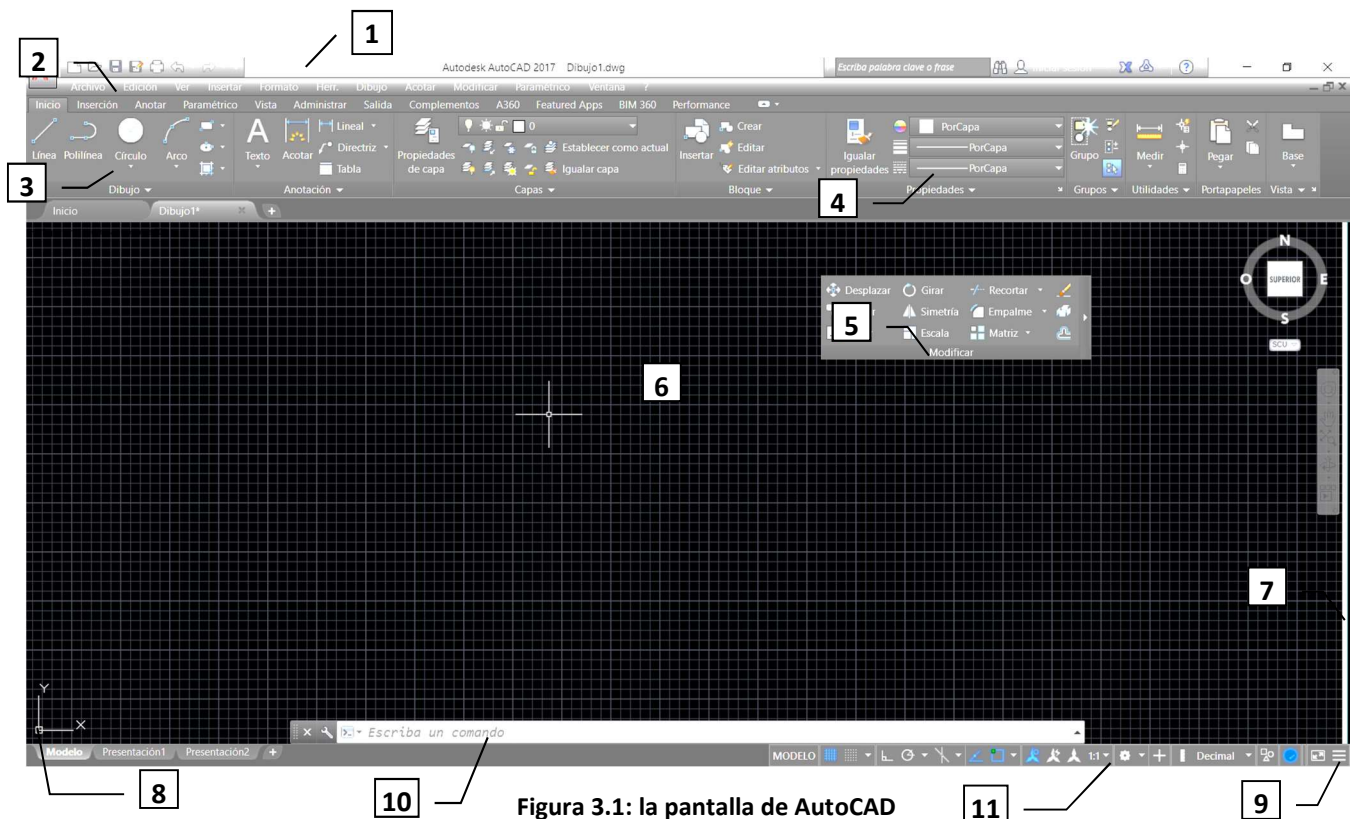 1
2
Autodesk AutoCAD 2017 Dibujo1.dwg
Escriba palabra clave o frase
Archivo Edición Ver Insertar Formato Herr. Dibujo Acotar Modificar Paramétrico Ventana ?
Inicio Inserción Anotar Paramétrico Vista Administrar Salida Complementos A360 Featured Apps BIM 360 Performance
Línea Polilínea Círculo Arco
Texto Acotar
Lineal
Directriz
Tabla
Propiedades de capa
0
Establecer como actual
Igualar capa
Insertar
Crear
Editar
Editar atributos
Igualar propiedades
PorCapa
PorCapa
PorCapa
Grupo
Medir
Pegar
Base
3
4
Dibujo Anotación Capas Bloque Propiedades Grupos Utilidades Portapapeles Vista
Inicio Dibujo1* +
N
O SUPERIOR E
S
SCU
Desplazar Girar Recortar
Simetría Empalme
Escala Matriz
Modificar
5
6
7
Y
X
Escriba un comando
Modelo Presentación1 Presentación2 +
MODELO 1:1 Decimal
8
10
11
9
Figura 3.1: la pantalla de AutoCAD